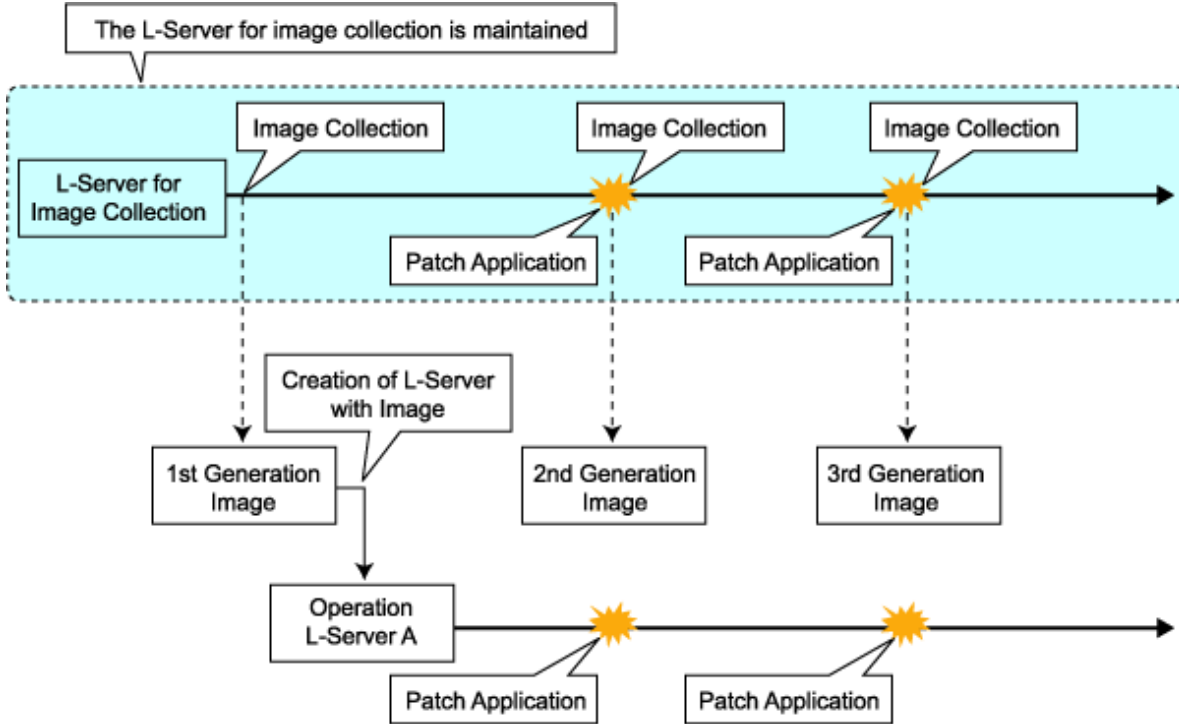 The L-Server for image collection is maintained
Image Collection
Image Collection
Image Collection
L-Server for
Image Collection
Patch Application
Patch Application
Creation of L-Server
with Image
1st Generation
Image
2nd Generation
Image
3rd Generation
Image
Operation
L-Server A
Patch Application
Patch Application